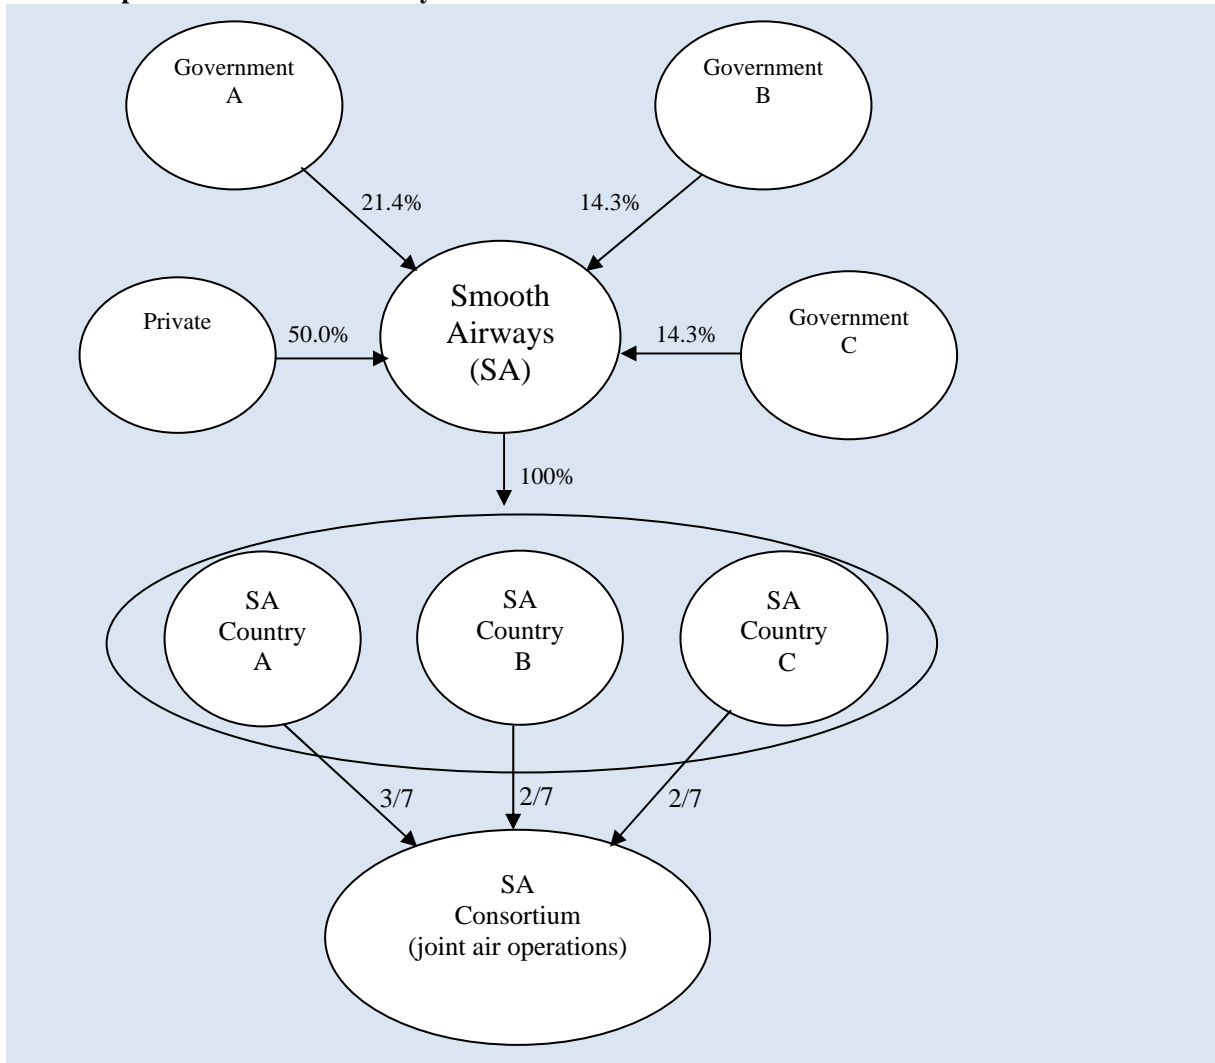 Government
A
Government
B
21.4%
14.3%
Smooth
Airways
(SA)
Private
50.0%
14.3%
Government
C
100%
SA
Country
A
SA
Country
B
SA
Country
C
3/7
2/7
2/7
SA
Consortium
(joint air operations)